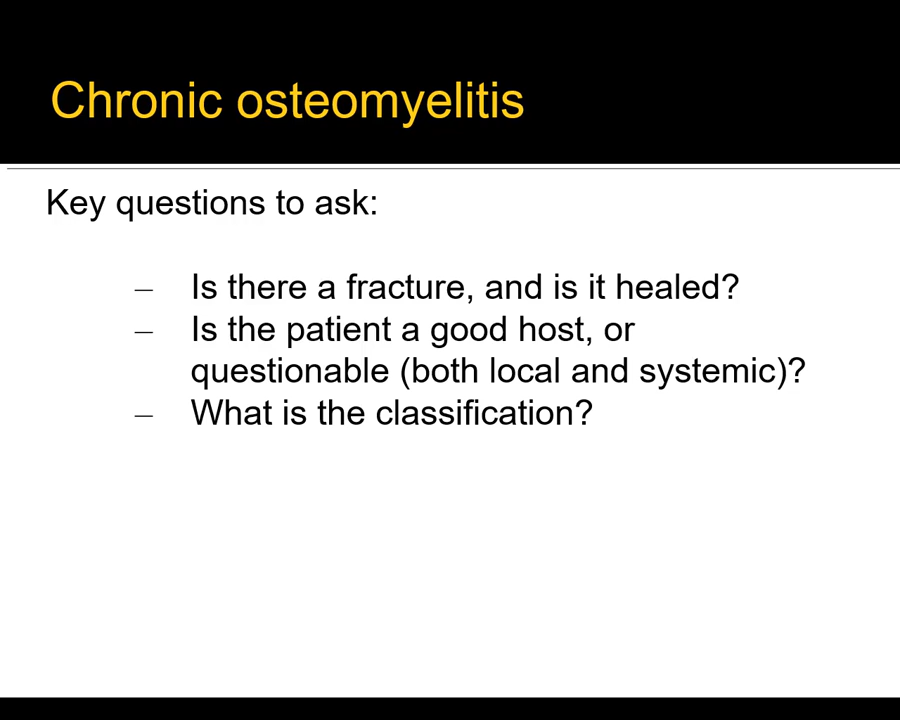 Chronic osteomyelitis
Key questions to ask:
– Is there a fracture, and is it healed?
– Is the patient a good host, or
questionable (both local and systemic)?
– What is the classification?